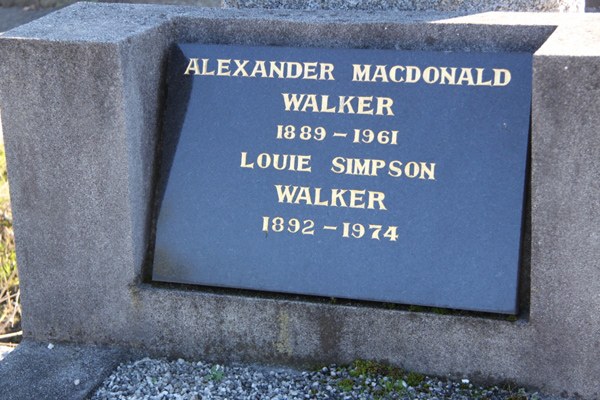 ALEXANDER MACDONALD
WALKER
1889 – 1961
LOUIE SIMPSON
WALKER
1892 – 1974